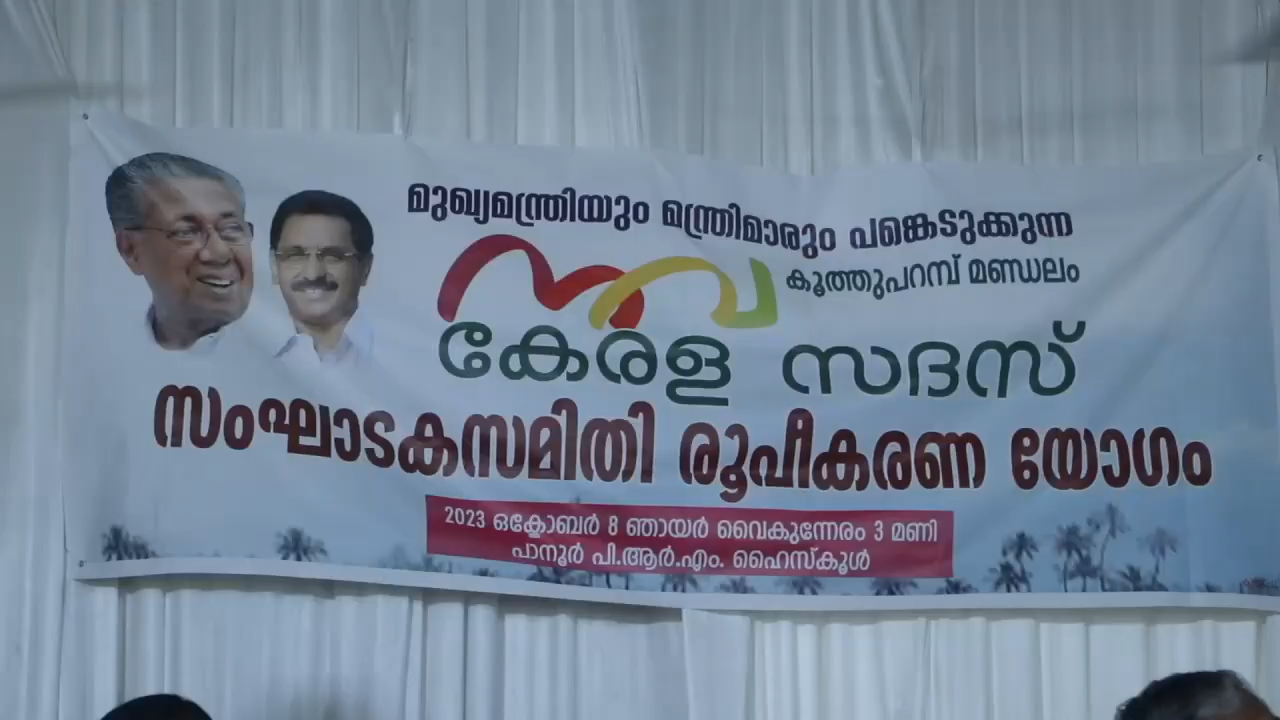 മുഖ്യമന്ത്രിയും മന്ത്രിമാരും പങ്കെടുക്കുന്ന
നവ കൂത്തുപറമ്പ് മണ്ഡലം
കേരള സദസ്
സംഘാടകസമിതി രൂപീകരണ യോഗം
2023 ഒക്ടോബർ 8 ഞായർ വൈകുന്നേരം 3 മണി
പാനൂർ പി.ആർ.എം. ഹൈസ്കൂൾ